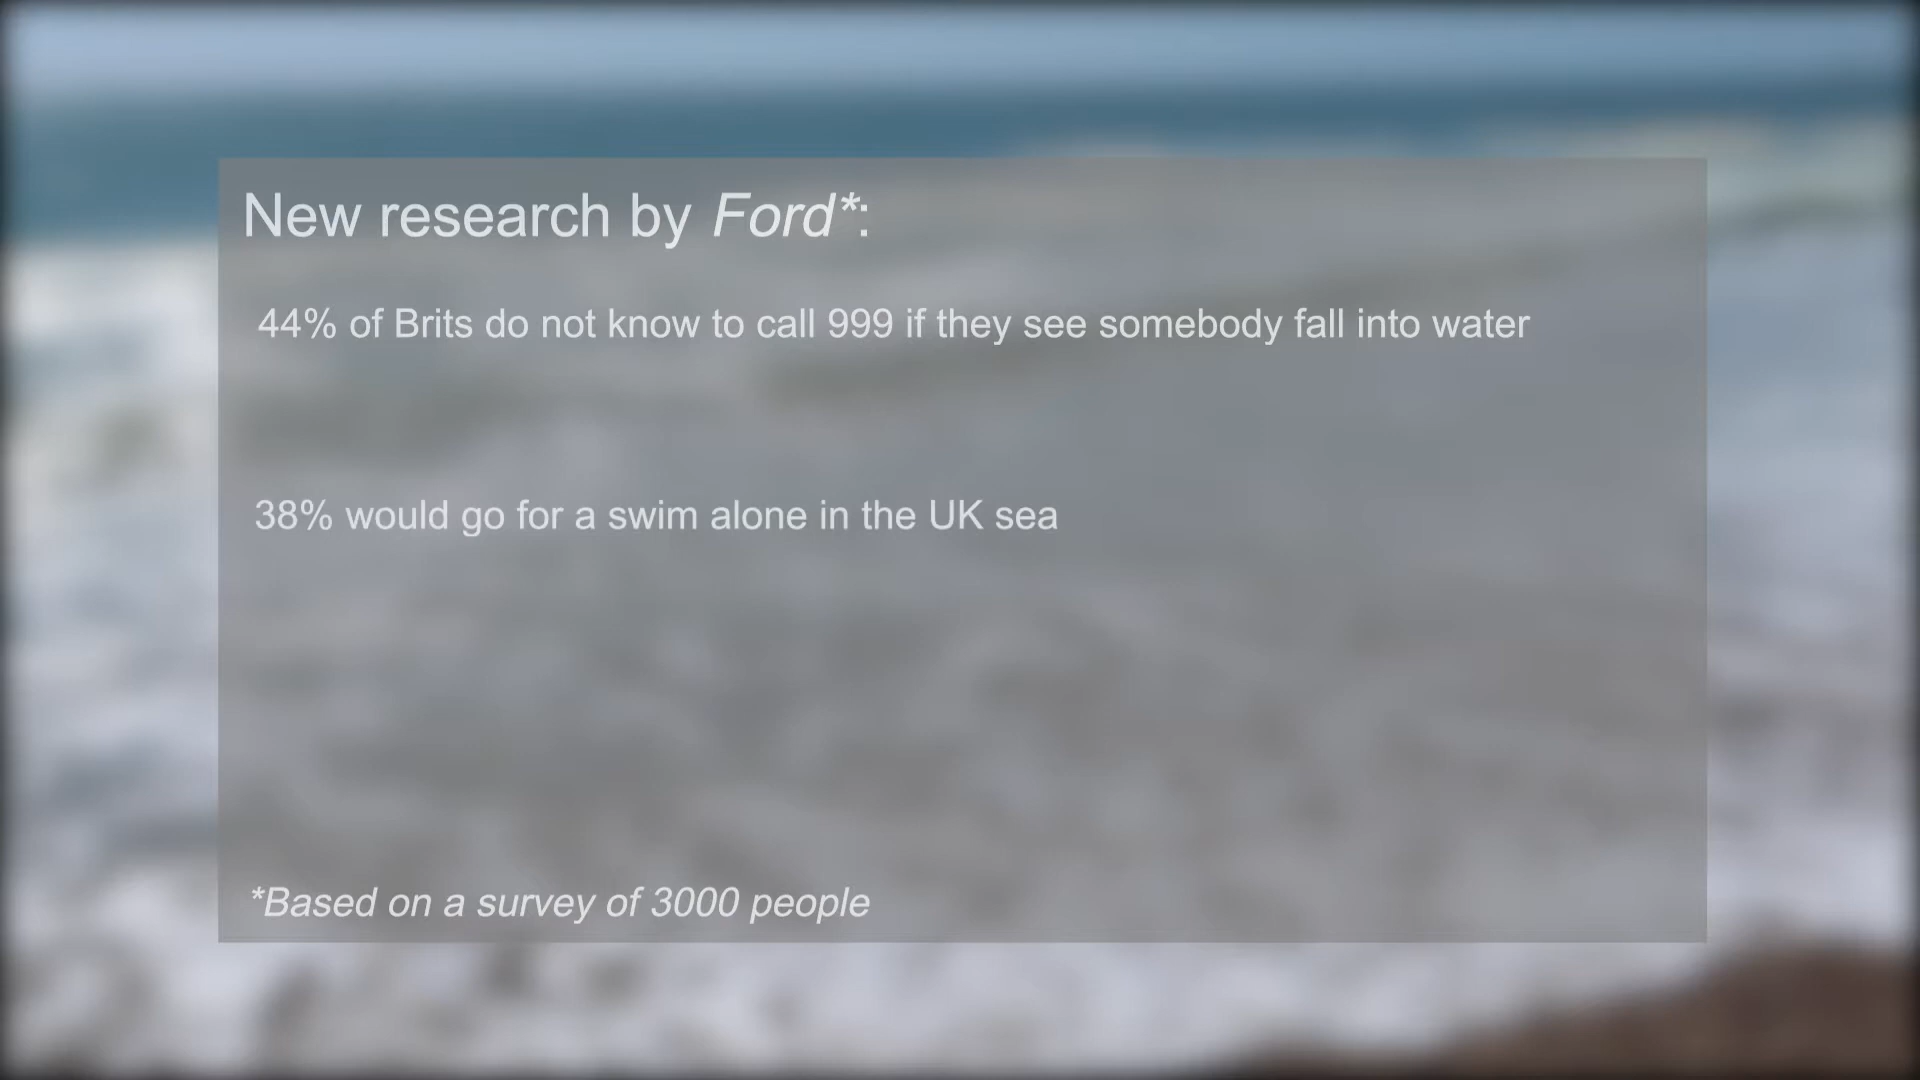 New research by Ford*:
44% of Brits do not know to call 999 if they see somebody fall into water
38% would go for a swim alone in the UK sea
*Based on a survey of 3000 people